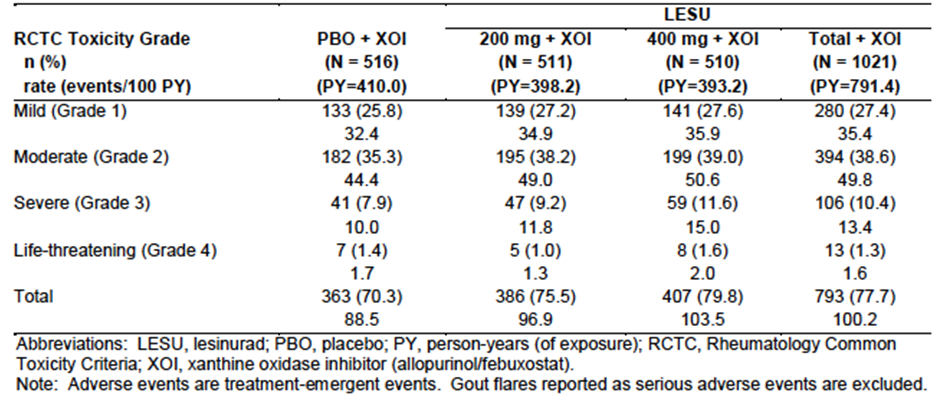 LESU
RCTC Toxicity Grade PBO + XOI 200 mg + XOI 400 mg + XOI Total + XOI
n (%) (N = 516) (N = 511) (N = 510) (N = 1021)
rate (events/100 PY) (PY=410.0) (PY=398.2) (PY=393.2) (PY=791.4)
Mild (Grade 1) 133 (25.8) 139 (27.2) 141 (27.6) 280 (27.4)
32.4 34.9 35.9 35.4
Moderate (Grade 2) 182 (35.3) 195 (38.2) 199 (39.0) 394 (38.6)
44.4 49.0 50.6 49.8
Severe (Grade 3) 41 (7.9) 47 (9.2) 59 (11.6) 106 (10.4)
10.0 11.8 15.0 13.4
Life-threatening (Grade 4) 7 (1.4) 5 (1.0) 8 (1.6) 13 (1.3)
1.7 1.3 2.0 1.6
Total 363 (70.3) 386 (75.5) 407 (79.8) 793 (77.7)
88.5 96.9 103.5 100.2
Abbreviations: LESU, lesinurad; PBO, placebo; PY, person-years (of exposure); RCTC, Rheumatology Common
Toxicity Criteria; XOI, xanthine oxidase inhibitor (allopurinol/febuxostat).
Note: Adverse events are treatment-emergent events. Gout flares reported as serious adverse events are excluded.